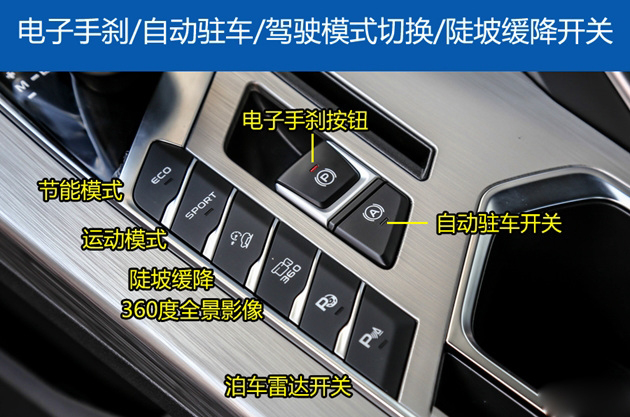 电子手刹/自动驻车/驾驶模式切换/陡坡缓降开关
电子手刹按钮
节能模式
ECO
自动驻车开关
SPORT
运动模式
陡坡缓降
360
360度全景影像
泊车雷达开关
P
A
P
P
M